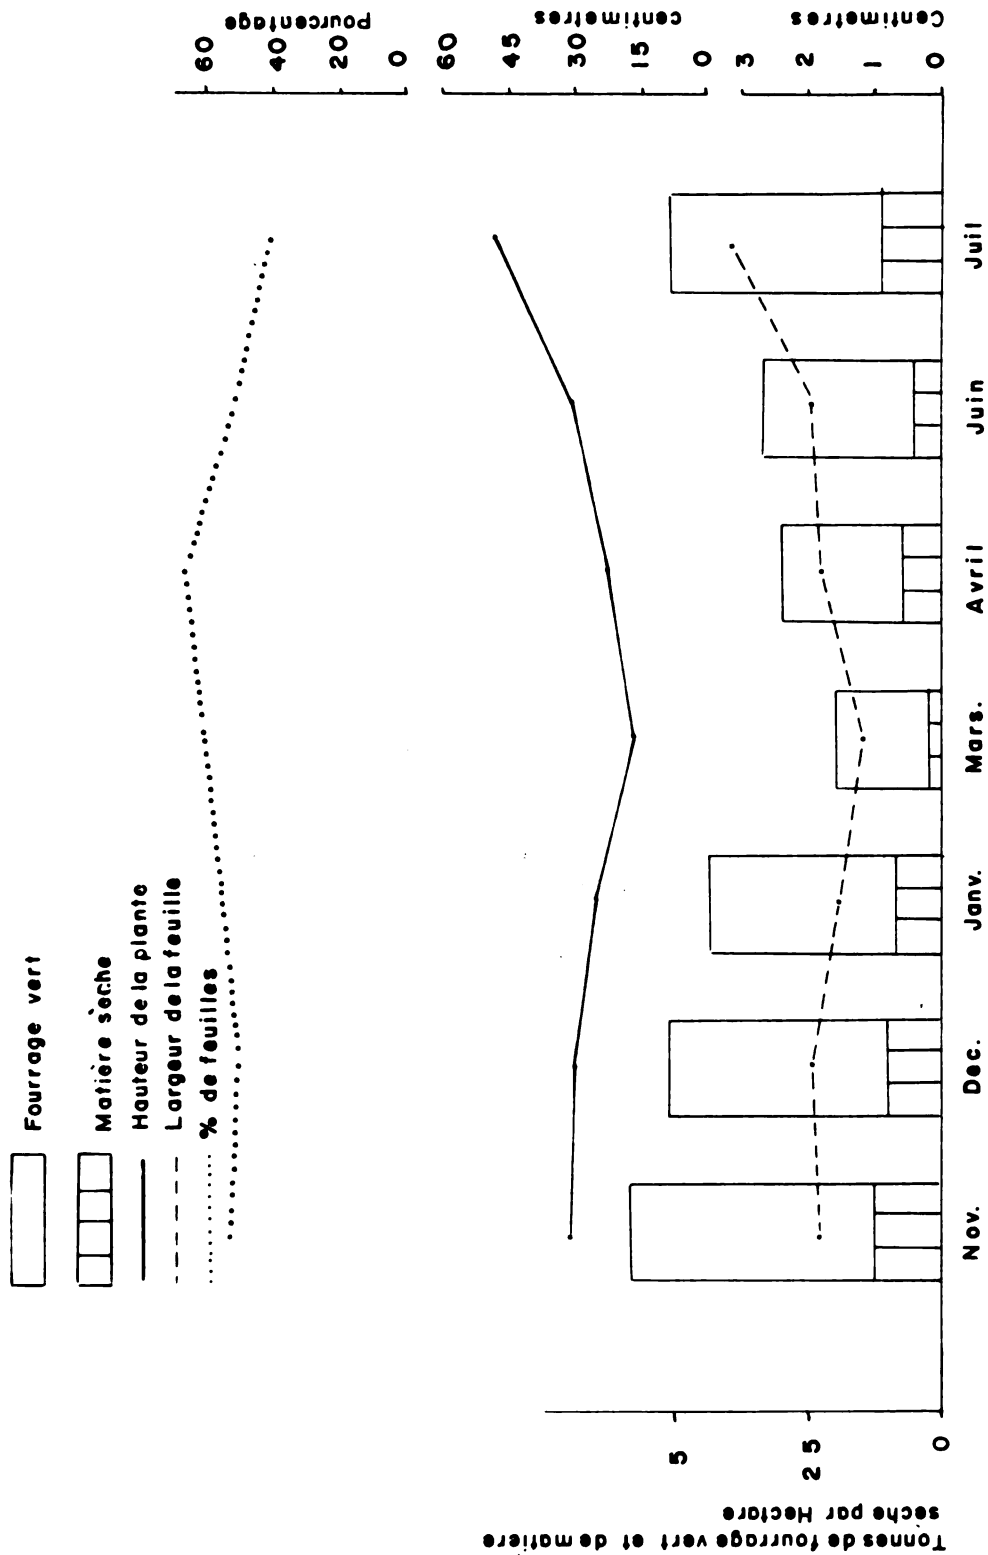 Fourrage vert
Matière sèche
Hauteur de la plante
Largeur de la feuille
% de feuilles
60
40
20
0
Pourcentage
60
45
30
15
0
centimetres
3
2
1
0
Centimetres
5
2 5
0
Tonnes de fourrage vert et de matiere
seche par Hectare
Nov.
Dec.
Janv.
Mars.
Avril
Juin
Juil